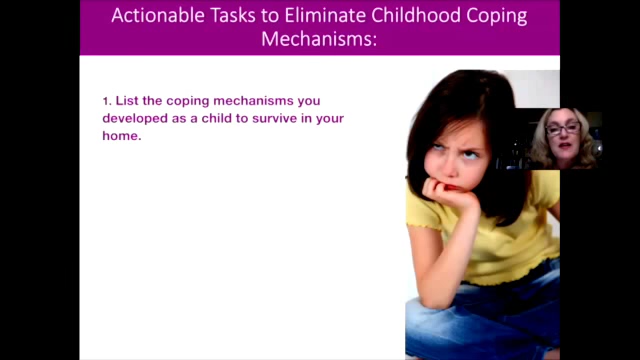 Actionable Tasks to Eliminate Childhood Coping
Mechanisms:
1. List the coping mechanisms you
developed as a child to survive in your
home.